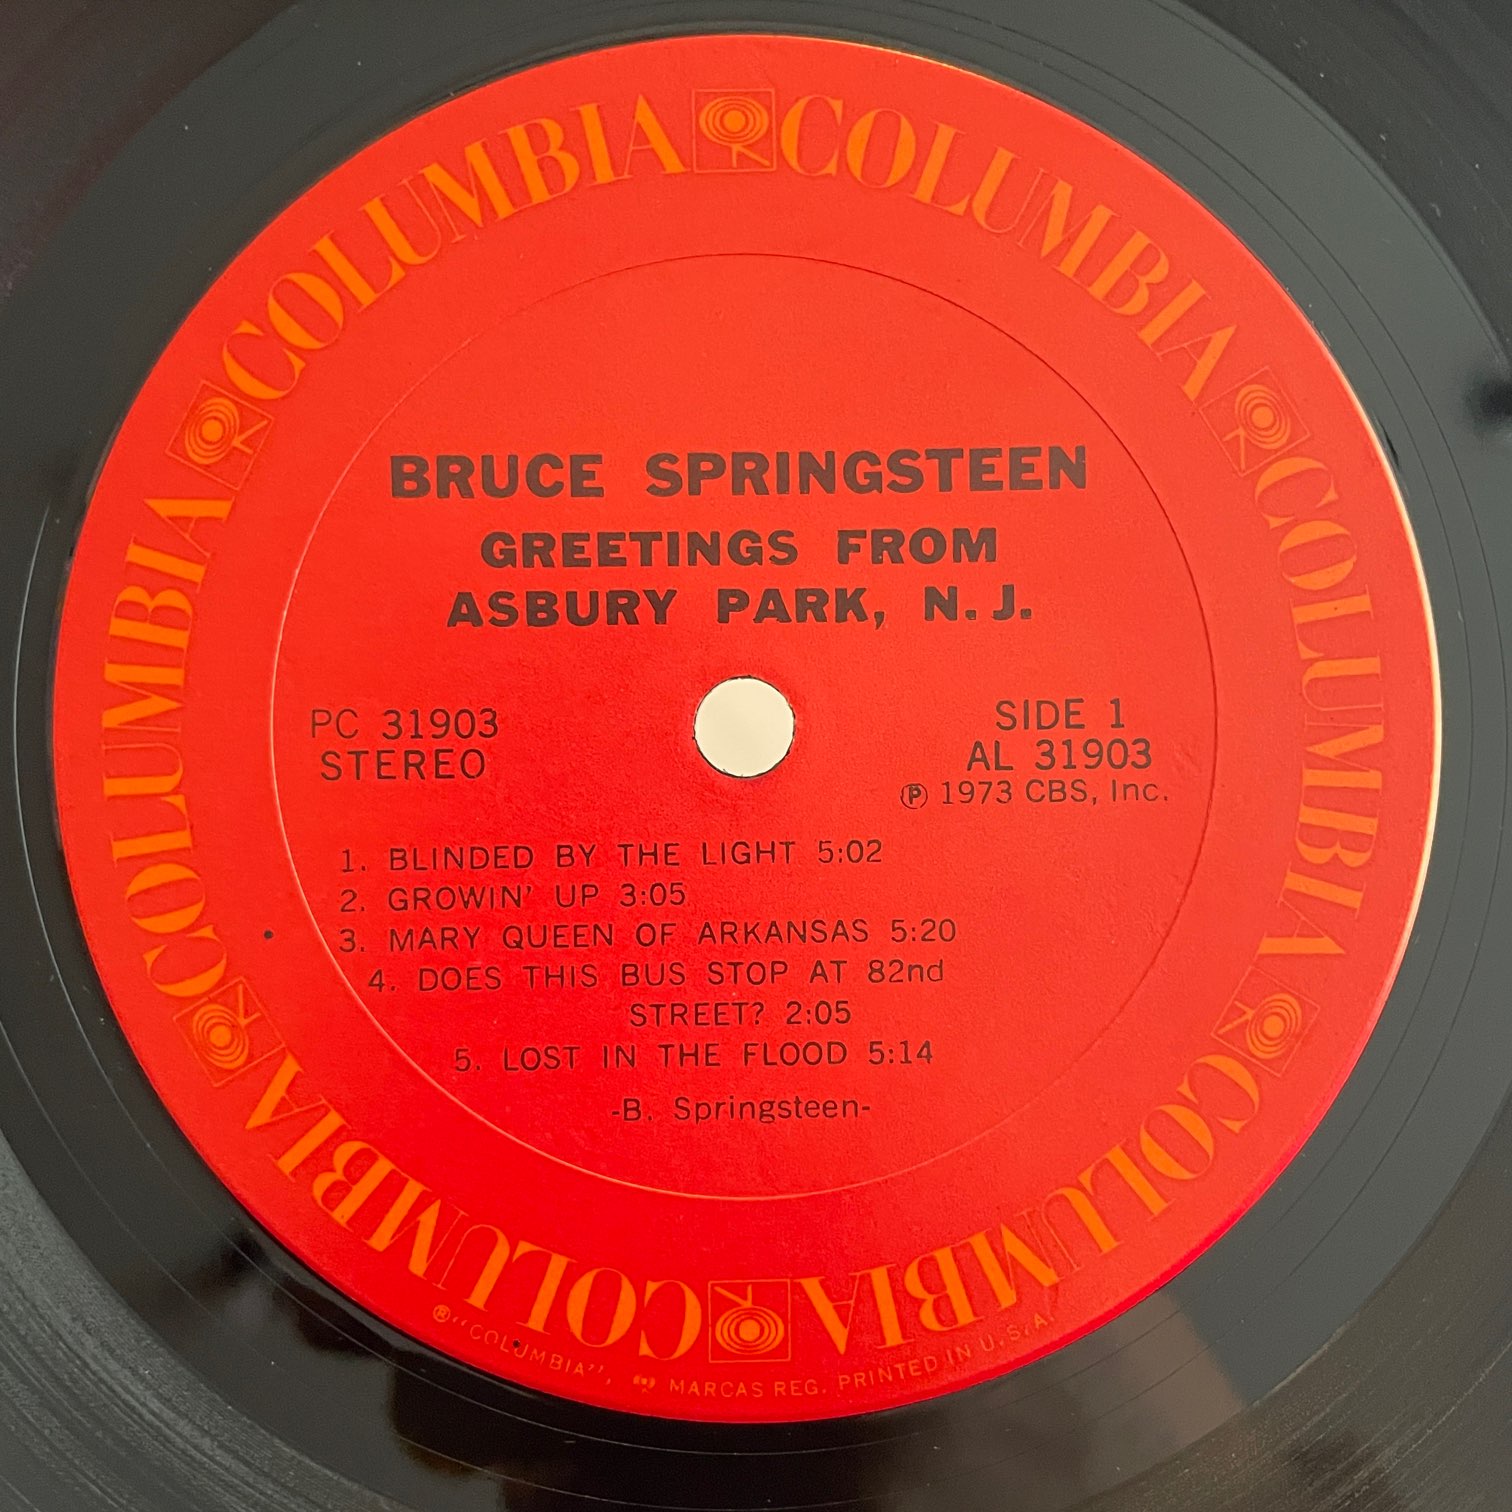 COLUMBIA COLUMBIA COLUMBIA COLUMBIA COLUMBIA COLUMBIA
BRUCE SPRINGSTEEN
GREETINGS FROM
ASBURY PARK, N.J.
PC 31903
STEREO
SIDE 1
AL 31903
Ⓟ 1973 CBS, Inc.
1. BLINDED BY THE LIGHT 5:02
2. GROWIN' UP 3:05
3. MARY QUEEN OF ARKANSAS 5:20
4. DOES THIS BUS STOP AT 82nd
STREET? 2:05
5. LOST IN THE FLOOD 5:14
-B. Springsteen-
® "COLUMBIA", MARCAS REG. PRINTED IN U.S.A.